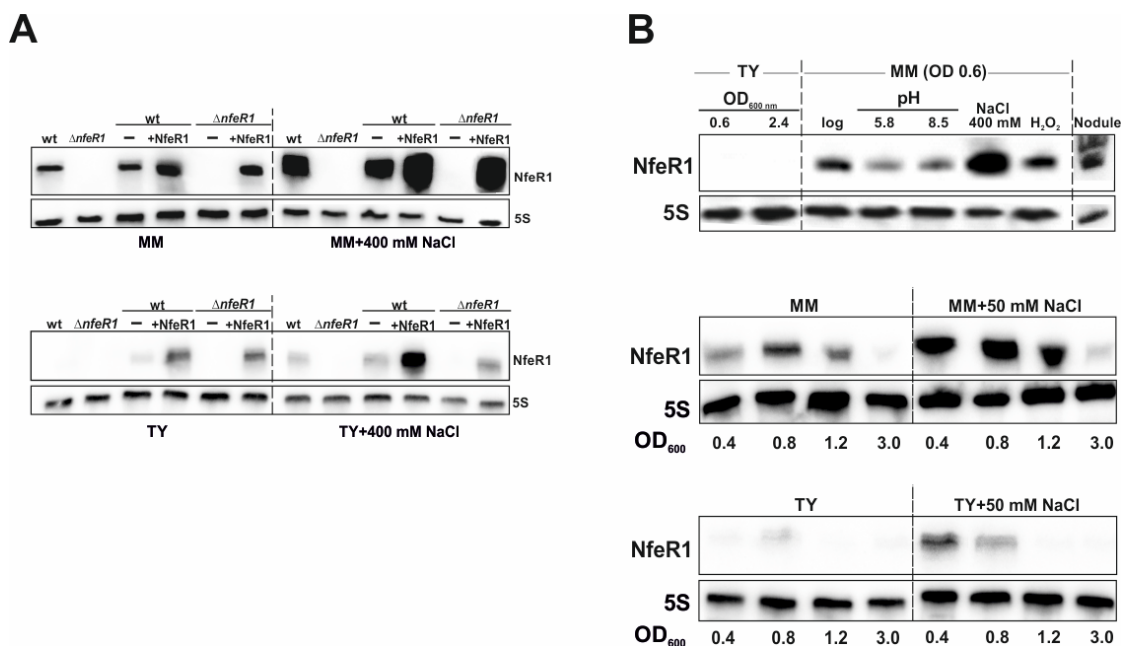 A
wt ΔnfeR1
wt ΔnfeR1 − +NfeR1 +NfeR1 wt ΔnfeR1 − +NfeR1 +NfeR1
NfeR1
5S
MM MM+400 mM NaCl
wt ΔnfeR1 wt ΔnfeR1
wt ΔnfeR1 − +NfeR1 − +NfeR1 wt ΔnfeR1 − +NfeR1 − +NfeR1
NfeR1
5S
TY TY+400 mM NaCl
B
TY MM (OD 0.6)
OD600 nm pH NaCl
0.6 2.4 log 5.8 8.5 400 mM H2O2 Nodule
NfeR1
5S
MM MM+50 mM NaCl
NfeR1
5S
OD600 0.4 0.8 1.2 3.0 0.4 0.8 1.2 3.0
TY TY+50 mM NaCl
NfeR1
5S
OD600 0.4 0.8 1.2 3.0 0.4 0.8 1.2 3.0